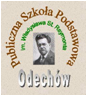 Publiczna Szkoła Podstawowa
im. Władysława St. Reymonta
Odechów